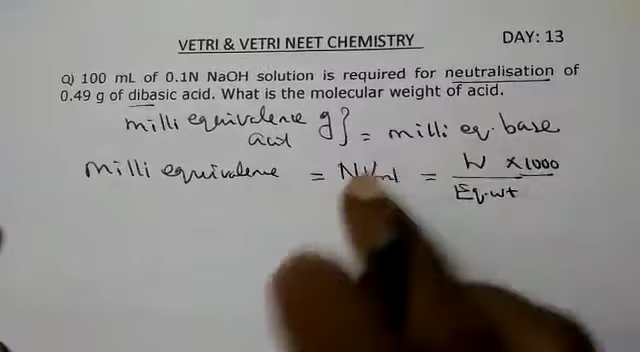 VETRI & VETRI NEET CHEMISTRY DAY: 13
Q) 100 mL of 0.1N NaOH solution is required for neutralisation of
0.49 g of dibasic acid. What is the molecular weight of acid.
milli equivalence of } = milli eq. base
acid
milli equivalence = = W x 1000
Eq.wt